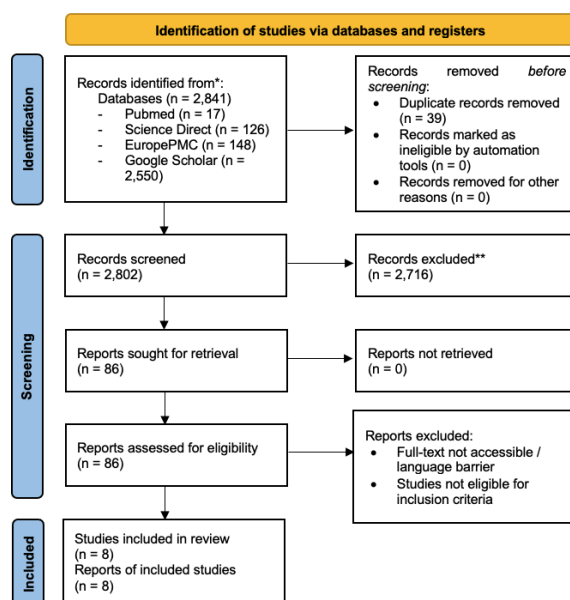 Identification of studies via databases and registers
Identification
Records identified from*:
Databases (n = 2,841)
- Pubmed (n = 17)
- Science Direct (n = 126)
- EuropePMC (n = 148)
- Google Scholar (n =
2,550)
Records removed before
screening:
• Duplicate records removed
(n = 39)
• Records marked as
ineligible by automation
tools (n = 0)
• Records removed for other
reasons (n = 0)
Screening
Records screened
(n = 2,802)
Records excluded**
(n = 2,716)
Reports sought for retrieval
(n = 86)
Reports not retrieved
(n = 0)
Reports assessed for eligibility
(n = 86)
Reports excluded:
• Full-text not accessible /
language barrier
• Studies not eligible for
inclusion criteria
Included
Studies included in review
(n = 8)
Reports of included studies
(n = 8)